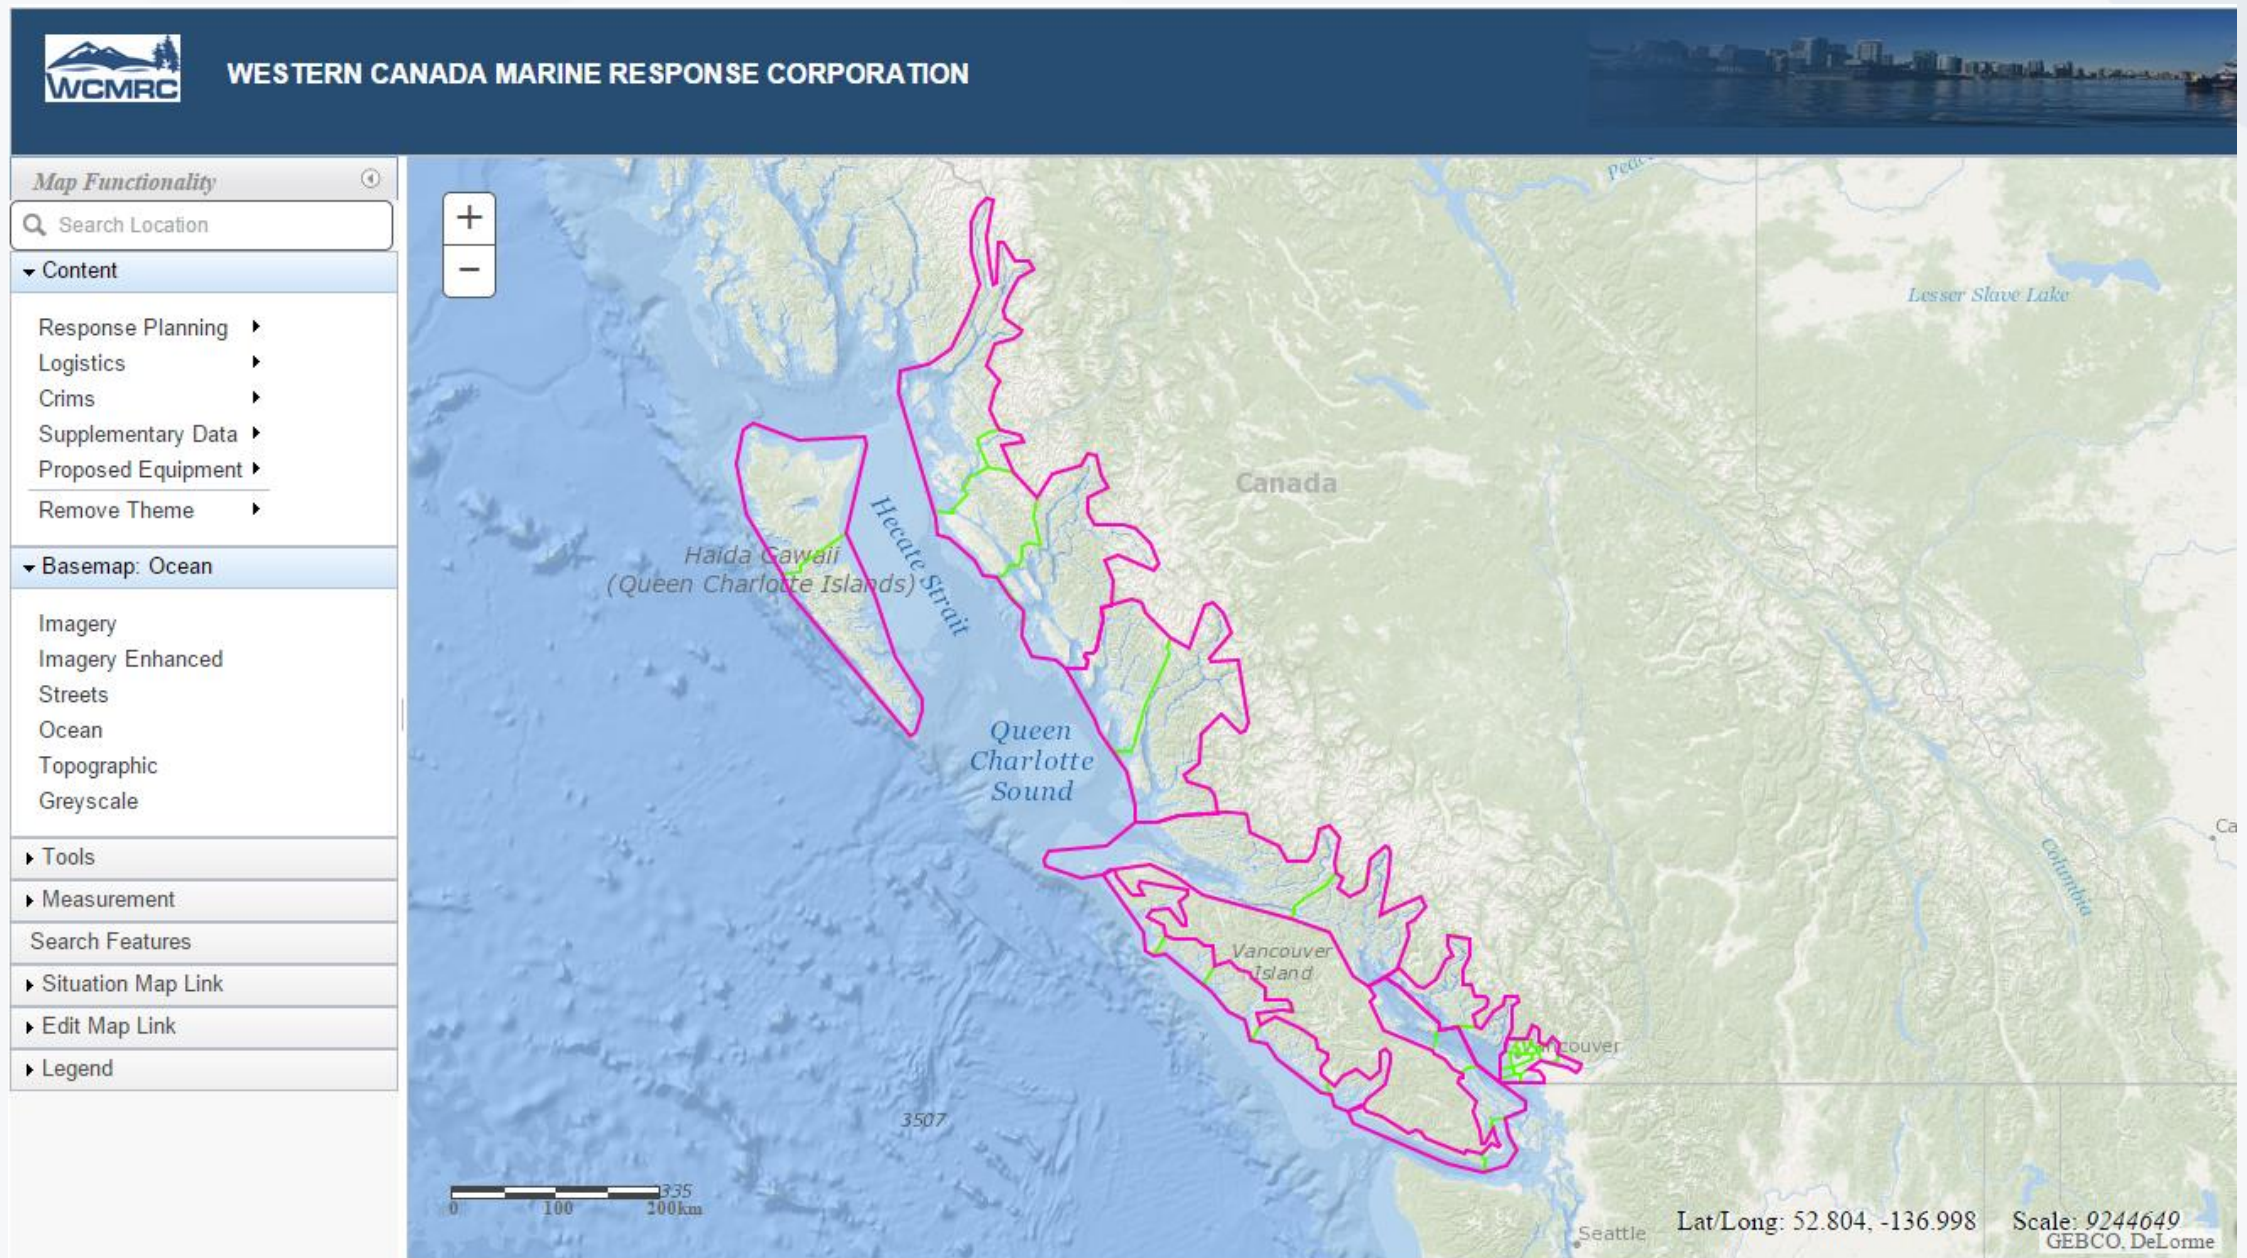 WCMRC
WESTERN CANADA MARINE RESPONSE CORPORATION
Map Functionality
Search Location
Content
Response Planning
Logistics
Crims
Supplementary Data
Proposed Equipment
Remove Theme
Basemap: Ocean
Imagery
Imagery Enhanced
Streets
Ocean
Topographic
Greyscale
Tools
Measurement
Search Features
Situation Map Link
Edit Map Link
Legend
+
−
Lesser Slave Lake
Canada
Hecate Strait
Haida Gawaii
(Queen Charlotte Islands)
Queen
Charlotte
Sound
Columbia
Vancouver
Island
Vancouver
3507
335
0 100 200km
Seattle
Lat/Long: 52.804, -136.998 Scale: 9244649
GEBCO, DeLorme